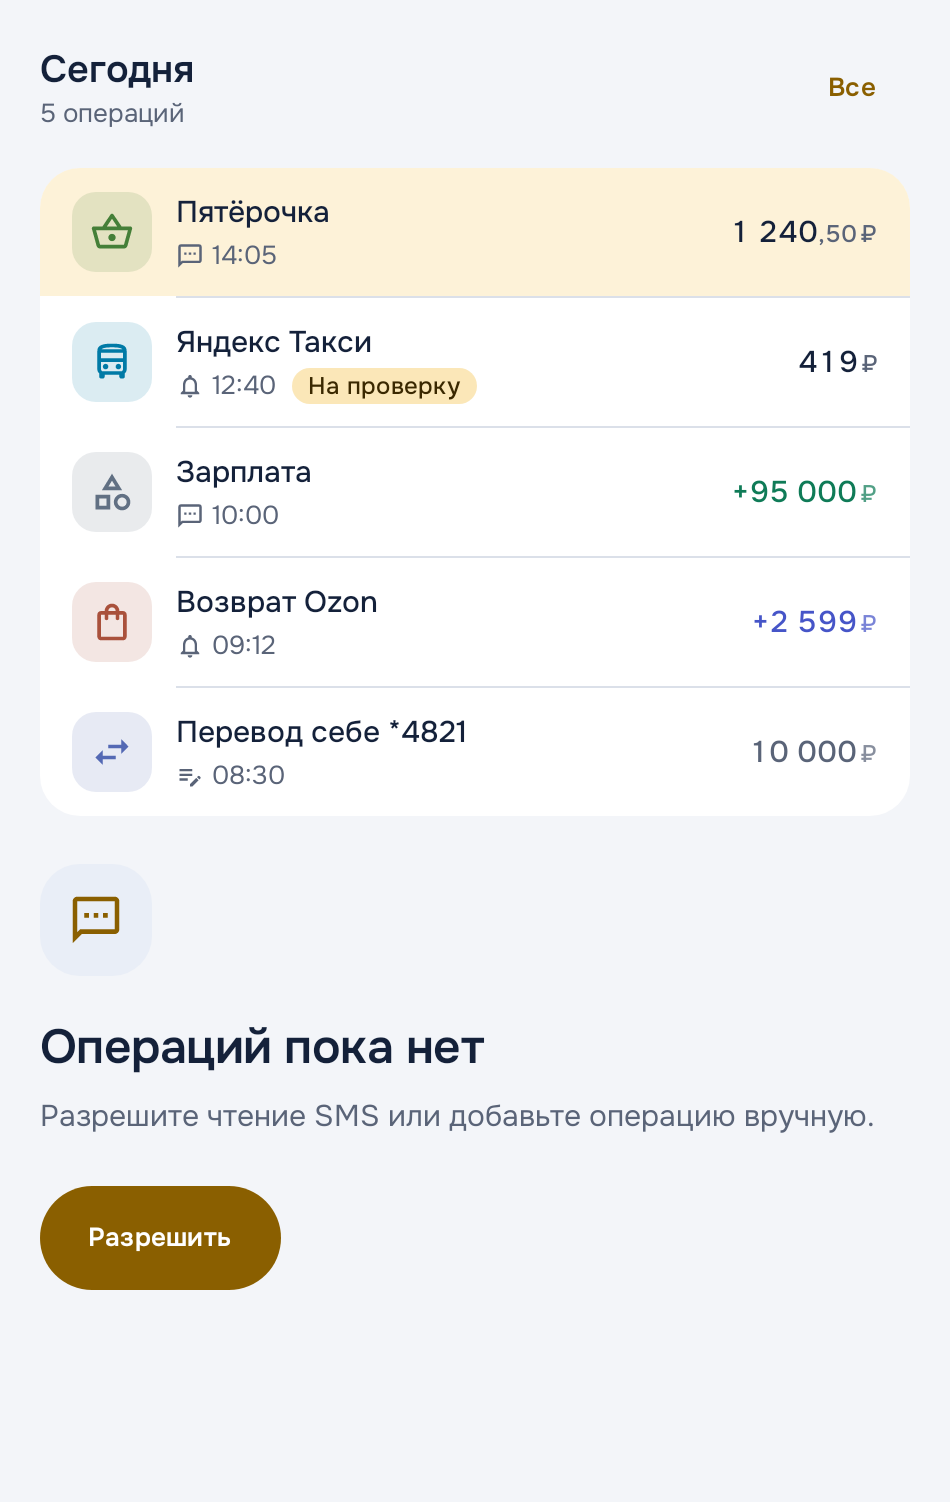 Сегодня
5 операций
Все
Пятёрочка
14:05
1 240,50 ₽
Яндекс Такси
12:40 На проверку
419 ₽
Зарплата
10:00
+95 000 ₽
Возврат Ozon
09:12
+2 599 ₽
Перевод себе *4821
08:30
10 000 ₽
Операций пока нет
Разрешите чтение SMS или добавьте операцию вручную.
Разрешить